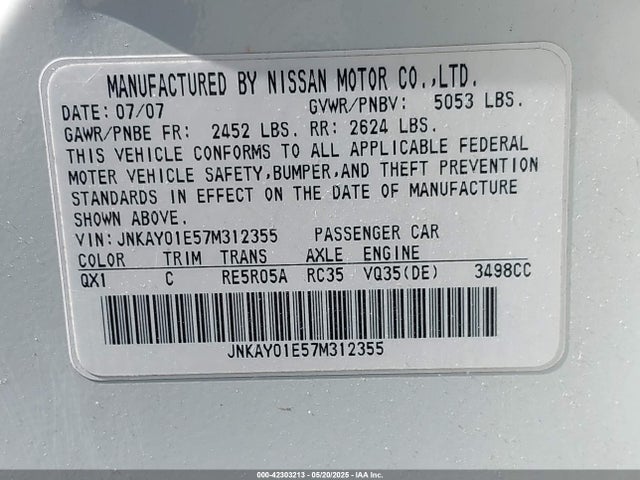 MANUFACTURED BY NISSAN MOTOR CO.,LTD.
DATE: 07/07 GVWR/PNBV: 5053 LBS.
GAWR/PNBE FR: 2452 LBS. RR: 2624 LBS.
THIS VEHICLE CONFORMS TO ALL APPLICABLE FEDERAL
MOTOR VEHICLE SAFETY,BUMPER,AND THEFT PREVENTION
STANDARDS IN EFFECT ON THE DATE OF MANUFACTURE
SHOWN ABOVE.
VIN:JNKAY01E57M312355 PASSENGER CAR
COLOR TRIM TRANS AXLE ENGINE
QX1 C RE5R05A RC35 VQ35(DE) 3498CC
JNKAY01E57M312355
000-42303213 - 05/20/2025 - IAA Inc.